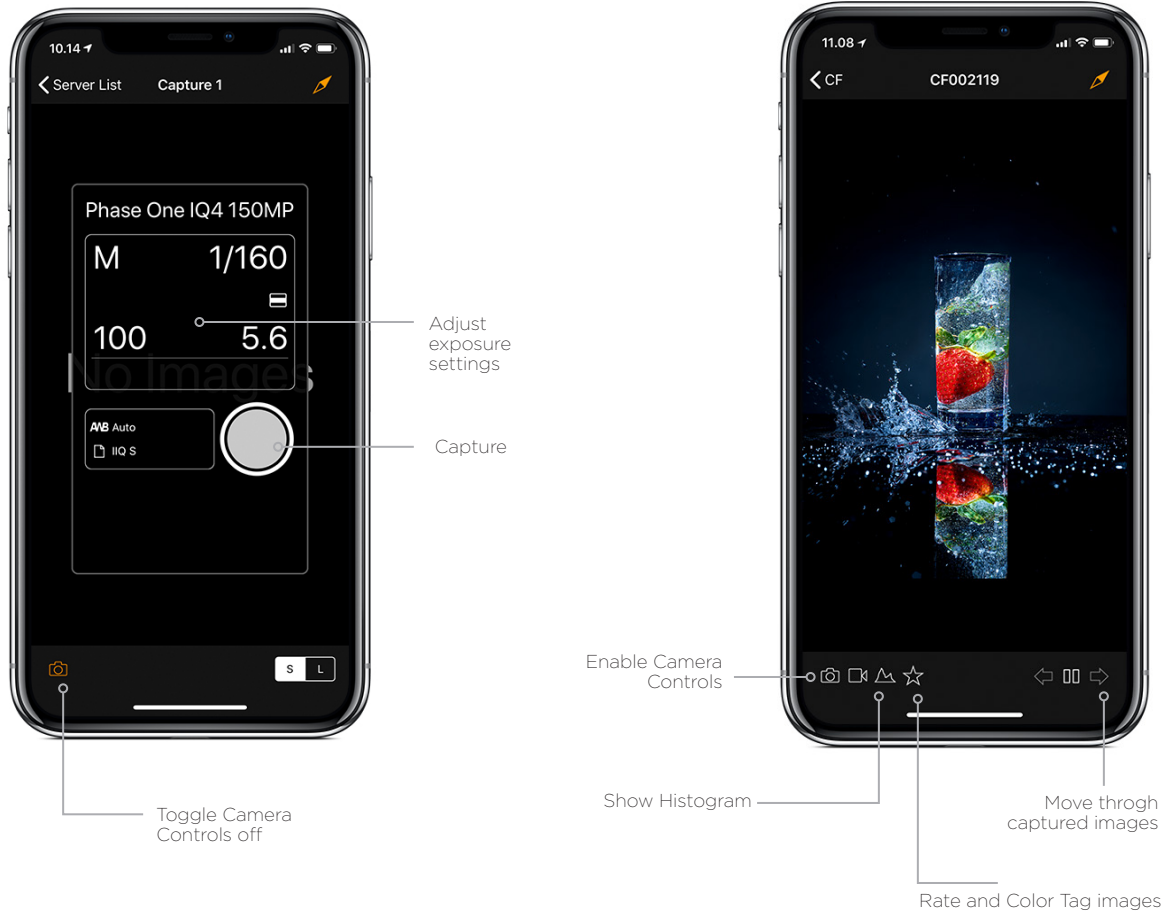 10.14
Server List
Capture 1
Phase One IQ4 150MP
M
1/160
100
5.6
No Images
AWB Auto
IIQ S
S
L
Adjust
exposure
settings
Capture
Toggle Camera
Controls off
11.08
CF
CF002119
Enable Camera
Controls
Show Histogram
Move throgh
captured images
Rate and Color Tag images